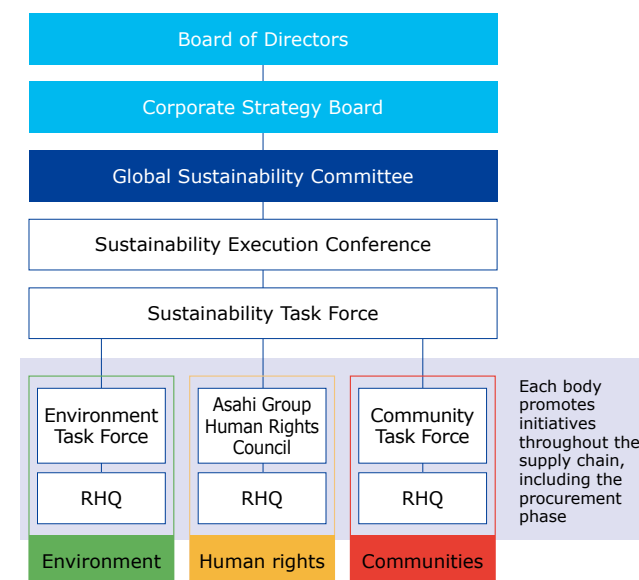 Board of Directors
Corporate Strategy Board
Global Sustainability Committee
Sustainability Execution Conference
Sustainability Task Force
Environment
Task Force
RHQ
Environment
Asahi Group
Human Rights
Council
RHQ
Human rights
Community
Task Force
RHQ
Communities
Each body
promotes
initiatives
throughout the
supply chain,
including the
procurement
phase